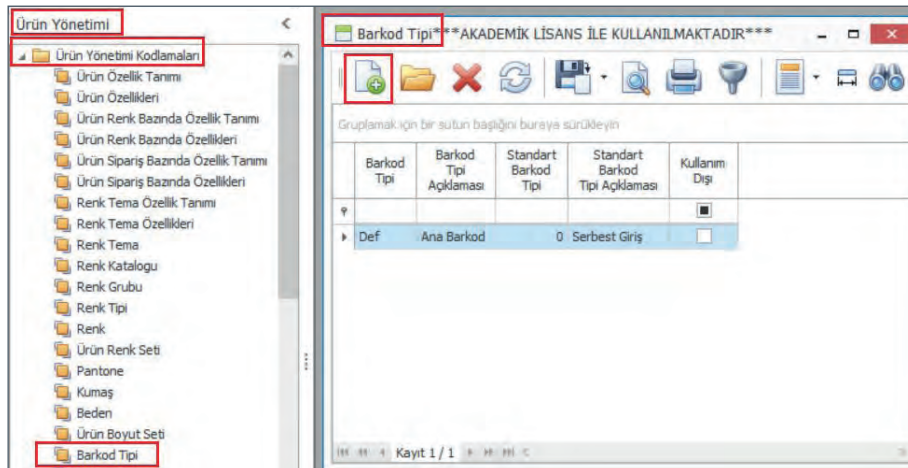 Ürün Yönetimi
Ürün Yönetimi Kodlamaları
Ürün Özellik Tanımı
Ürün Özellikleri
Ürün Renk Bazında Özellik Tanımı
Ürün Renk Bazında Özellikleri
Ürün Sipariş Bazında Özellik Tanımı
Ürün Sipariş Bazında Özellikleri
Renk Tema Özellik Tanımı
Renk Tema Özellikleri
Renk Tema
Renk Katalogu
Renk Grubu
Renk Tipi
Renk
Ürün Renk Seti
Pantone
Kumaş
Beden
Ürün Boyut Seti
Barkod Tipi
Barkod Tipi***AKADEMİK LİSANS İLE KULLANILMAKTADIR***
Gruplamak için bir sütun başlığını buraya sürükleyin
Barkod Tipi
Barkod Tipi Açıklaması
Standart Barkod Tipi
Standart Barkod Tipi Açıklaması
Kullanım Dışı
Def Ana Barkod 0 Serbest Giriş
Kayıt 1 / 1